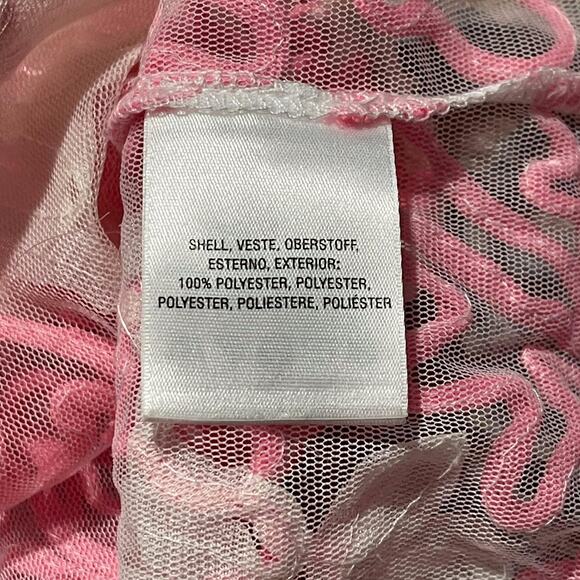 SHELL, VESTE, OBERSTOFF,
ESTERNO, EXTERIOR:
100% POLYESTER, POLYESTER,
POLYESTER, POLIESTERE, POLIÉSTER